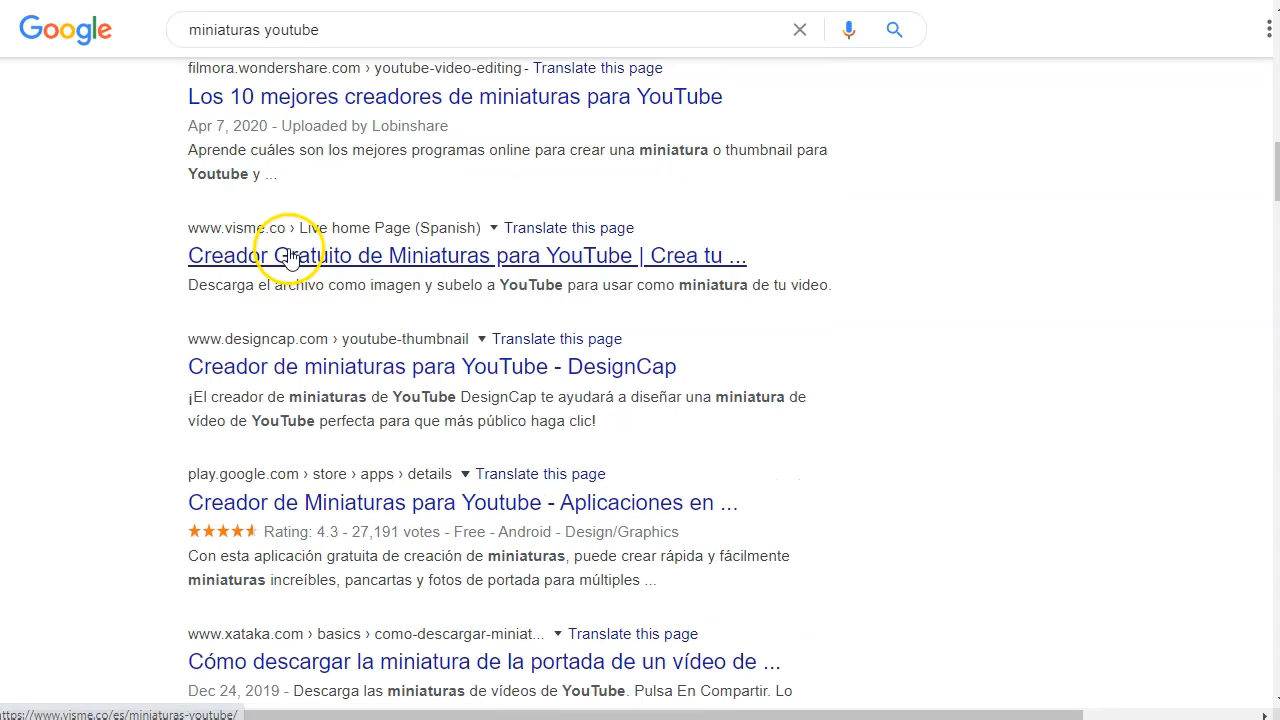 Google
miniaturas youtube
filmora.wondershare.com › youtube-video-editing - Translate this page
Los 10 mejores creadores de miniaturas para YouTube
Apr 7, 2020 - Uploaded by Lobinshare
Aprende cuáles son los mejores programas online para crear una miniatura o thumbnail para
Youtube y ...
www.visme.co › Live home Page (Spanish) ▼ Translate this page
Creador Gratuito de Miniaturas para YouTube | Crea tu ...
Descarga el archivo como imagen y subelo a YouTube para usar como miniatura de tu video.
www.designcap.com › youtube-thumbnail ▼ Translate this page
Creador de miniaturas para YouTube - DesignCap
¡El creador de miniaturas de YouTube DesignCap te ayudará a diseñar una miniatura de
vídeo de YouTube perfecta para que más público haga clic!
play.google.com › store › apps › details ▼ Translate this page
Creador de Miniaturas para Youtube - Aplicaciones en ...
Rating: 4.3 - 27,191 votes - Free - Android - Design/Graphics
Con esta aplicación gratuita de creación de miniaturas, puede crear rápida y fácilmente
miniaturas increíbles, pancartas y fotos de portada para múltiples ...
www.xataka.com › basics › como-descargar-miniat... ▼ Translate this page
Cómo descargar la miniatura de la portada de un vídeo de ...
Dec 24, 2019 - Descarga las miniaturas de vídeos de YouTube. Pulsa En Compartir. Lo
https://www.visme.co/es/miniaturas-youtube/